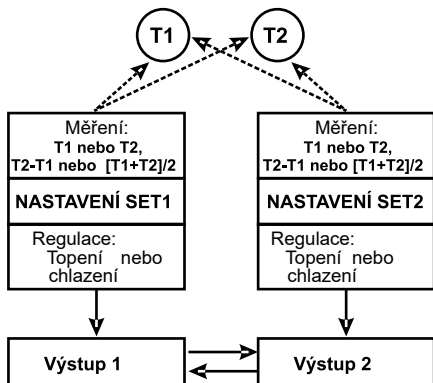 T1
T2
Měření:
T1 nebo T2,
T2-T1 nebo [T1+T2]/2
NASTAVENÍ SET1
Regulace:
Topení nebo
chlazení
Výstup 1
Měření:
T1 nebo T2,
T2-T1 nebo [T1+T2]/2
NASTAVENÍ SET2
Regulace:
Topení nebo
chlazení
Výstup 2